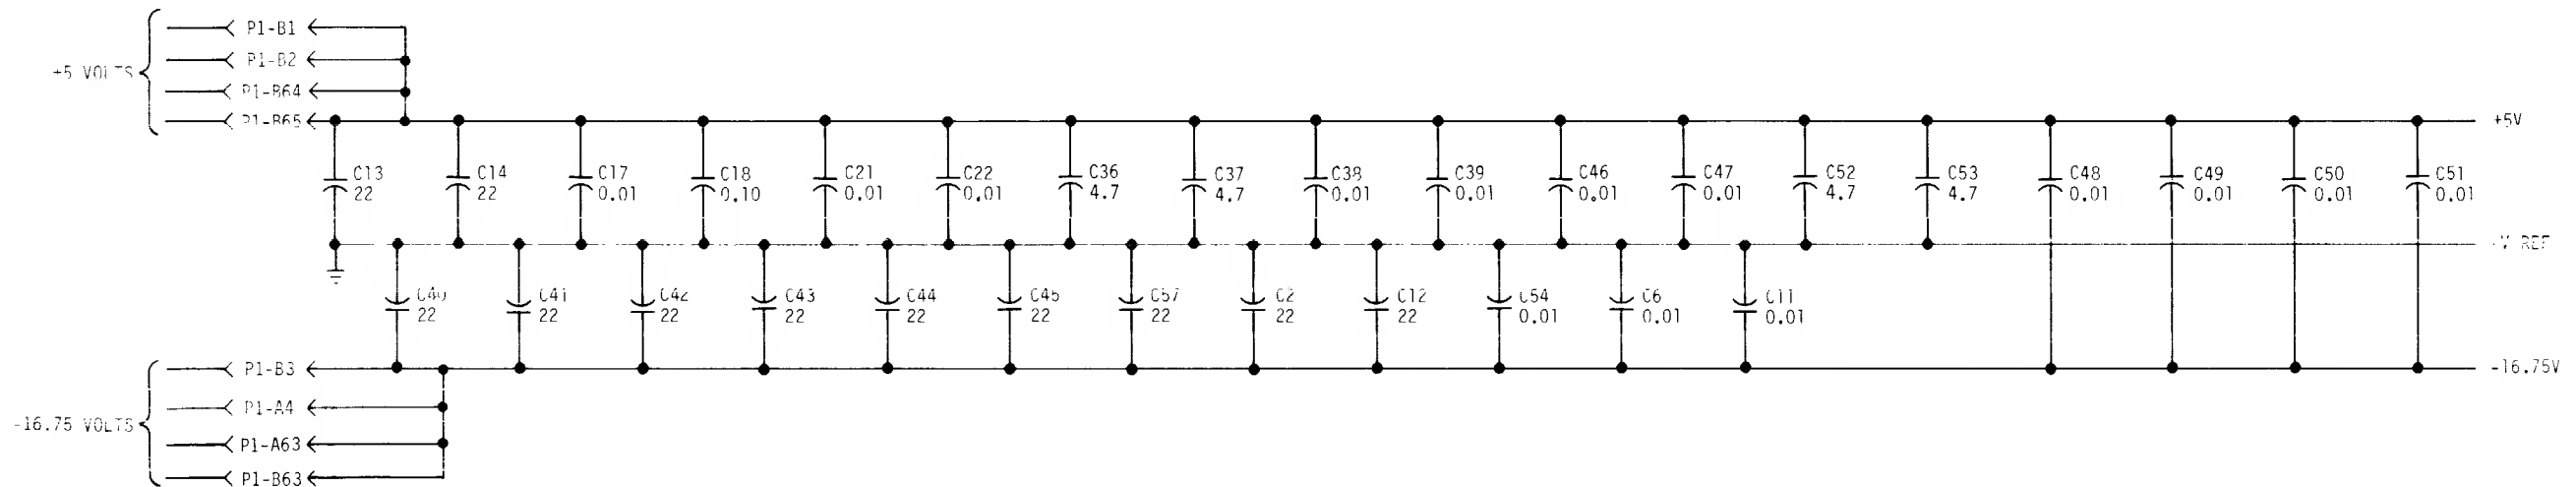 P1-B1
P1-B2
+5 VOLTS
P1-B64
P1-B65
+5V
C13
22
C14
22
C17
0.01
C18
0.10
C21
0.01
C22
0.01
C36
4.7
C37
4.7
C38
0.01
C39
0.01
C46
0.01
C47
0.01
C52
4.7
C53
4.7
C48
0.01
C49
0.01
C50
0.01
C51
0.01
V REF
C40
22
C41
22
C42
22
C43
22
C44
22
C45
22
C57
22
C2
22
C12
22
C54
0.01
C6
0.01
C11
0.01
P1-B3
-16.75V
P1-A4
-16.75 VOLTS
P1-A63
P1-B63